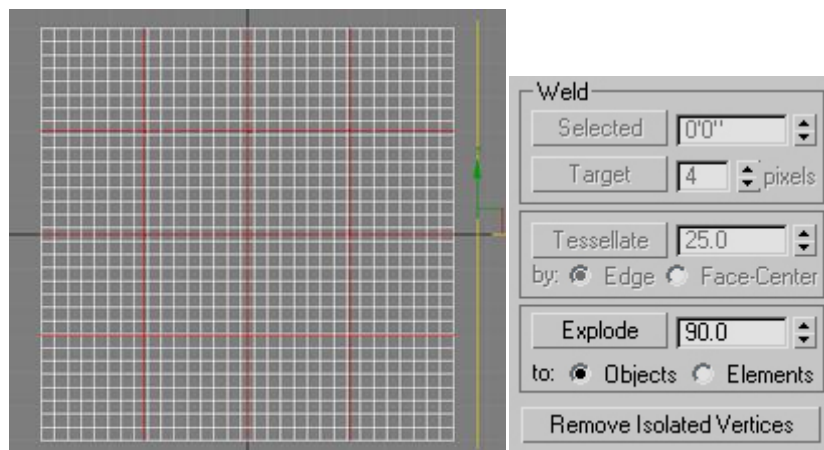 Weld
Selected 0'0"
Target 4 pixels
Tessellate 25.0
by: Edge Face-Center
Explode 90.0
to: Objects Elements
Remove Isolated Vertices